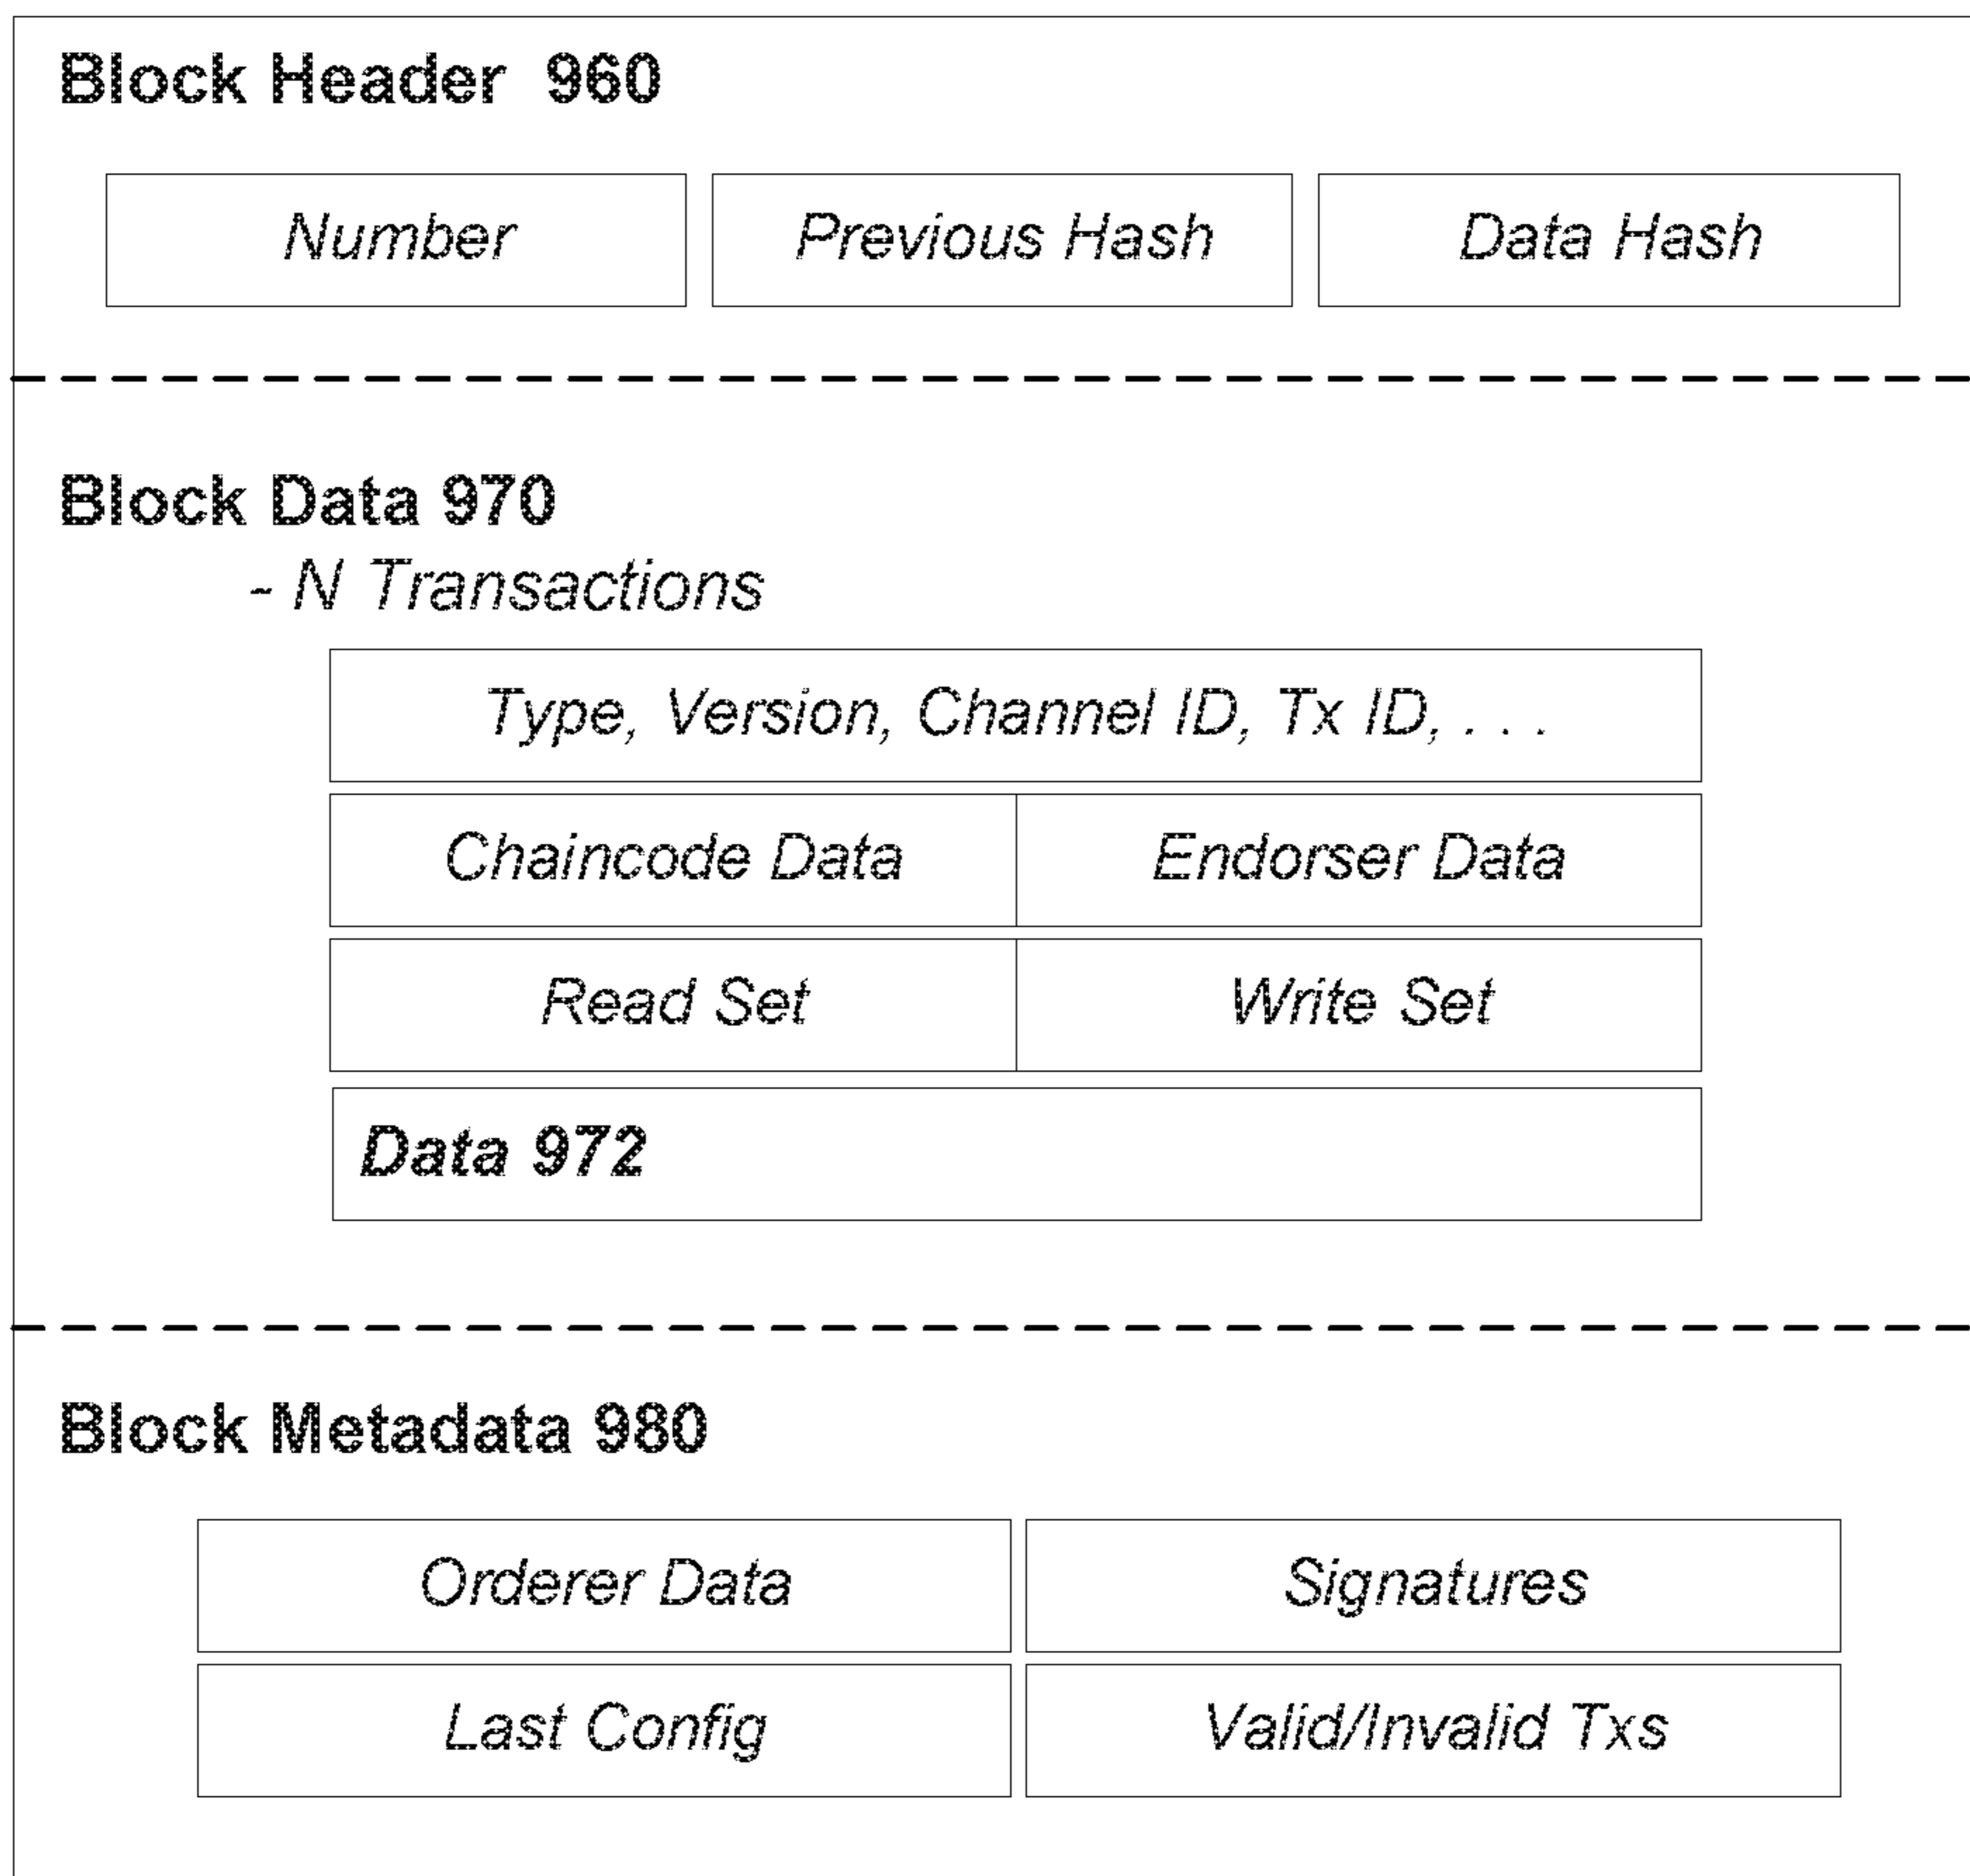 Block Header 960
Number Previous Hash Data Hash
Block Data 970
- N Transactions
Type, Version, Channel ID, Tx ID, . . .
Chaincode Data Endorser Data
Read Set Write Set
Data 972
Block Metadata 980
Orderer Data Signatures
Last Config Valid/Invalid Txs